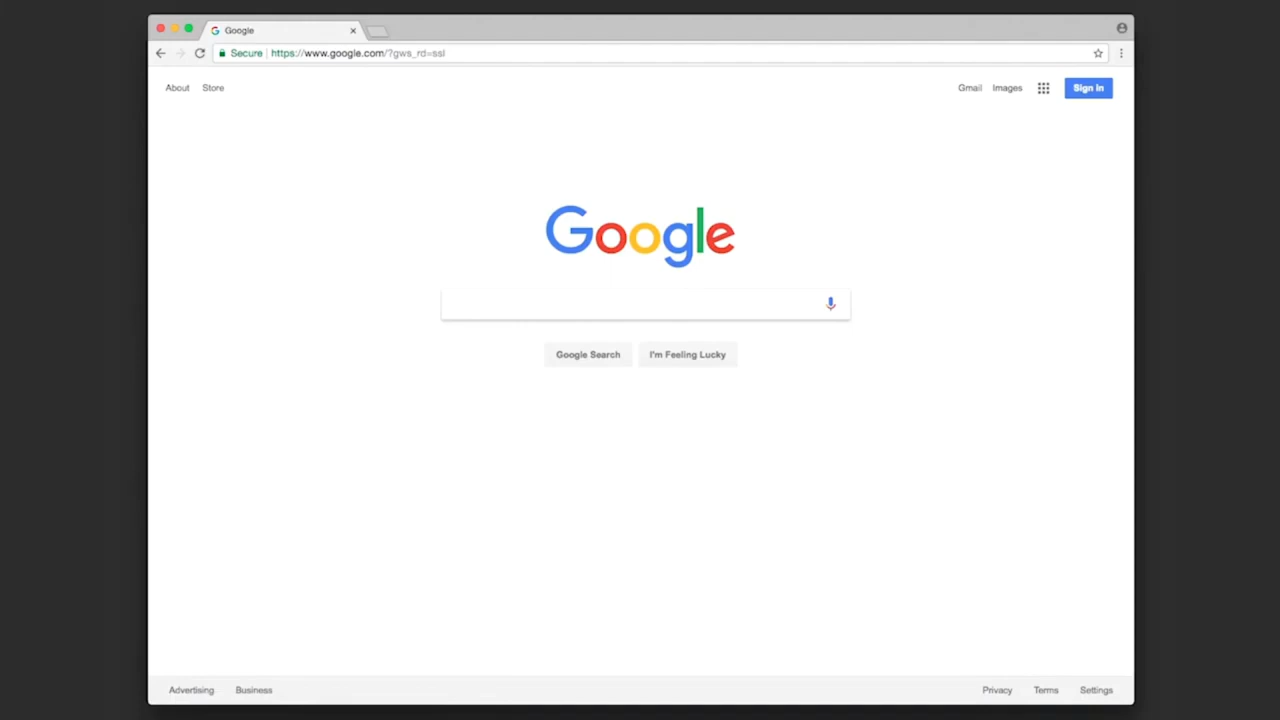 Google
Secure https://www.google.com/?gws_rd=ssl
About Store Gmail Images Sign in
Google
Google Search I'm Feeling Lucky
Advertising Business Privacy Terms Settings